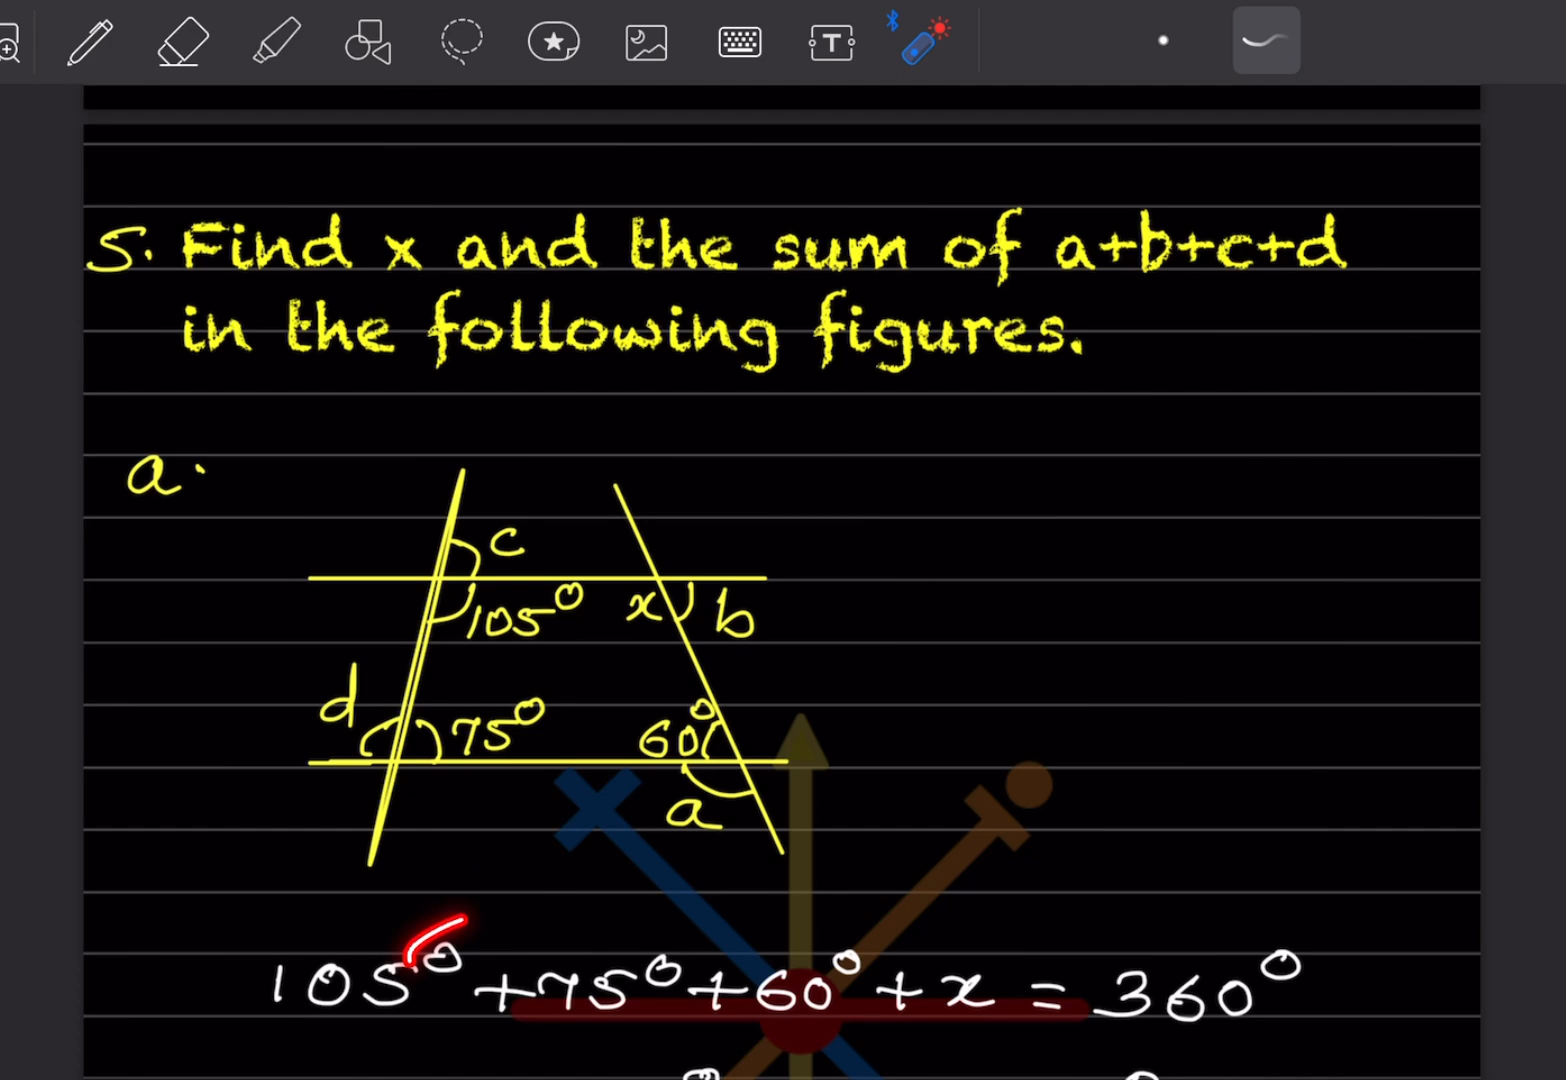 5. Find x and the sum of a+b+c+d
in the following figures.
a.
c
105° x b
d
75° 60°
a
105° + 75° + 60° + x = 360°